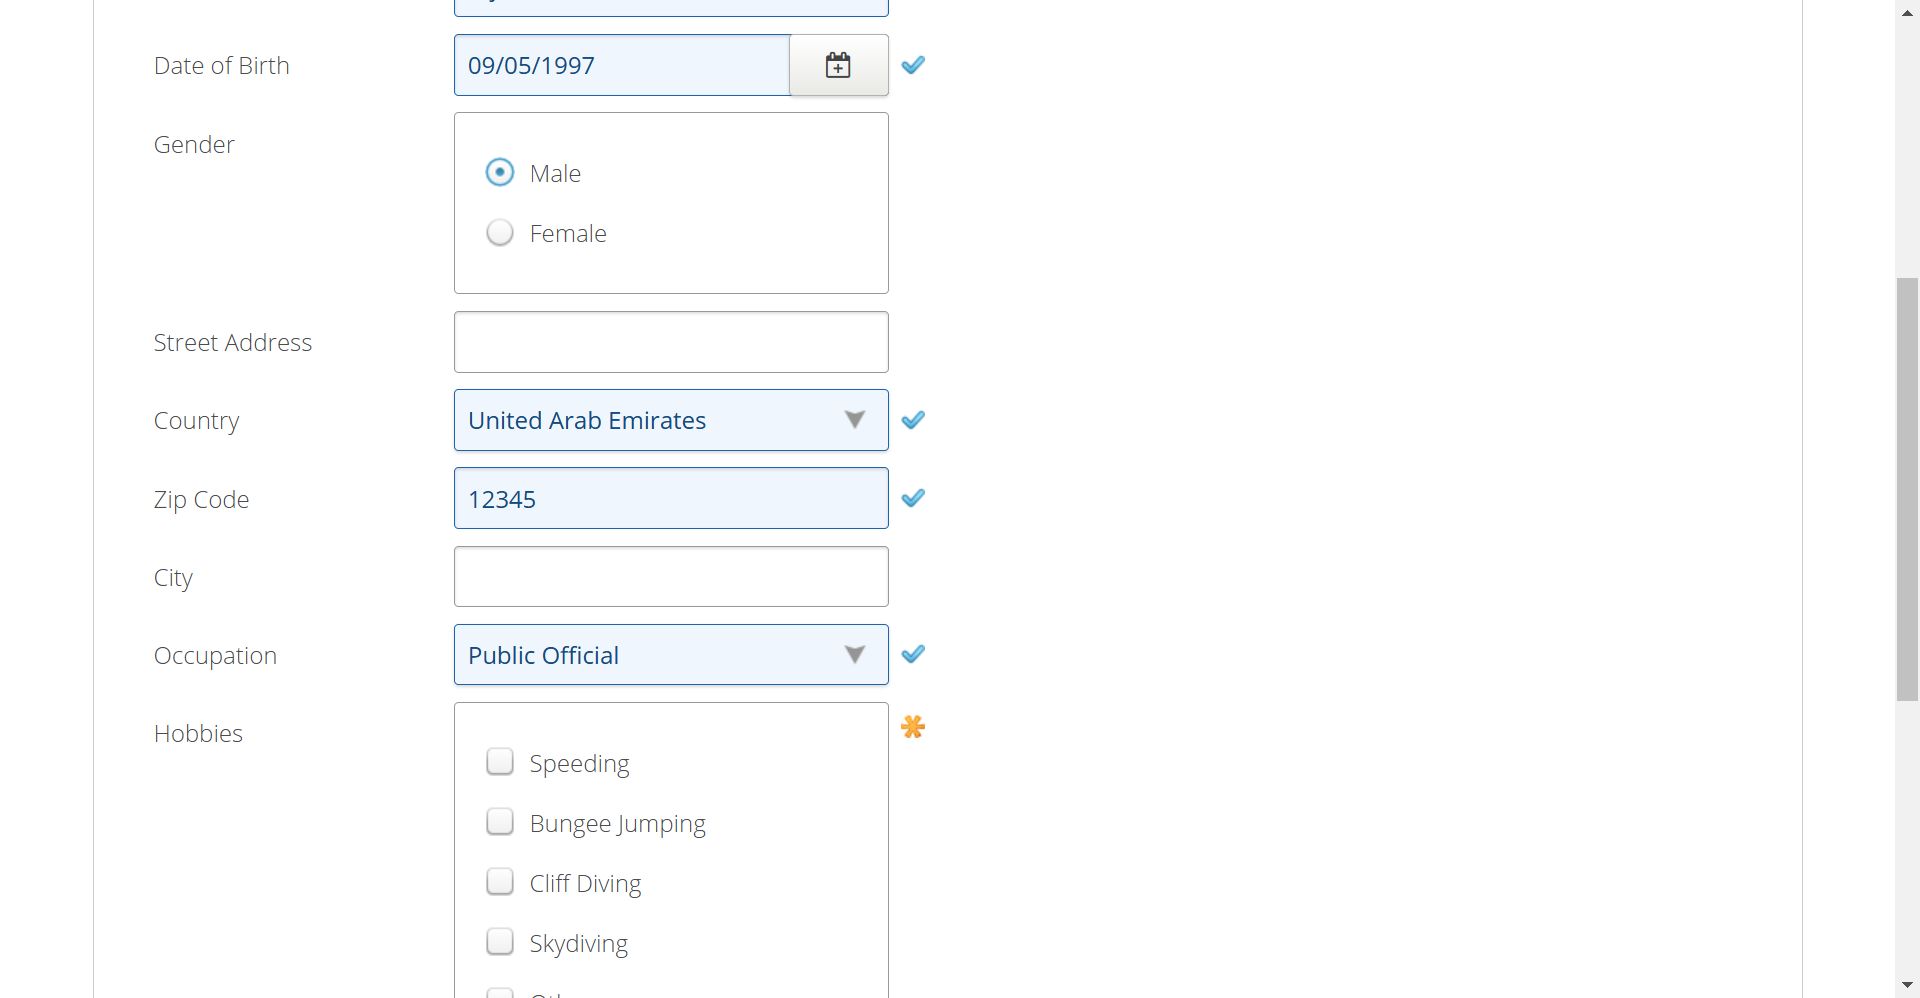 Date of Birth 09/05/1997
Gender
Male
Female
Street Address
Country United Arab Emirates
Zip Code 12345
City
Occupation Public Official
Hobbies
Speeding
Bungee Jumping
Cliff Diving
Skydiving